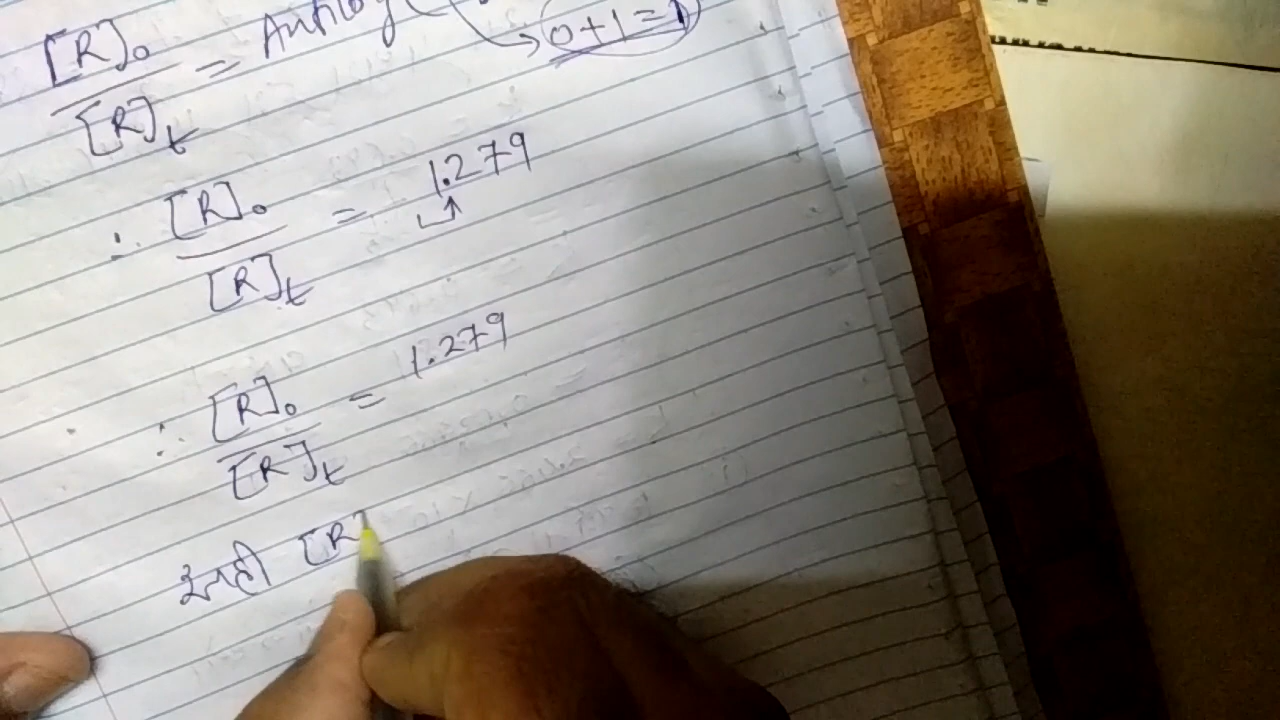 [R]₀ / [R]t = Antilog (
→ 0+1=1
∴ [R]₀ / [R]t = 1.279
∴ [R]₀ / [R]t = 1.279
[R]